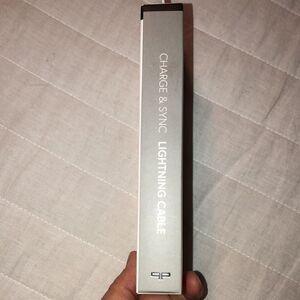 CHARGE & SYNC LIGHTNING CABLE